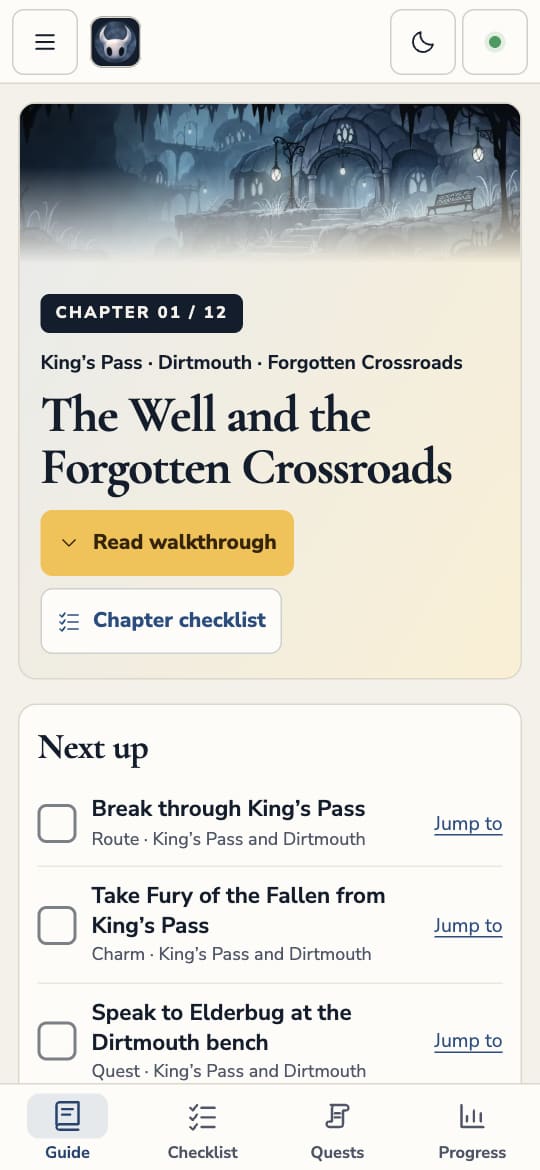 CHAPTER 01 / 12
King’s Pass · Dirtmouth · Forgotten Crossroads
The Well and the
Forgotten Crossroads
Read walkthrough
Chapter checklist
Next up
Break through King’s Pass
Route · King’s Pass and Dirtmouth
Jump to
Take Fury of the Fallen from
King’s Pass
Charm · King’s Pass and Dirtmouth
Jump to
Speak to Elderbug at the
Dirtmouth bench
Quest · King’s Pass and Dirtmouth
Jump to
Guide
Checklist
Quests
Progress